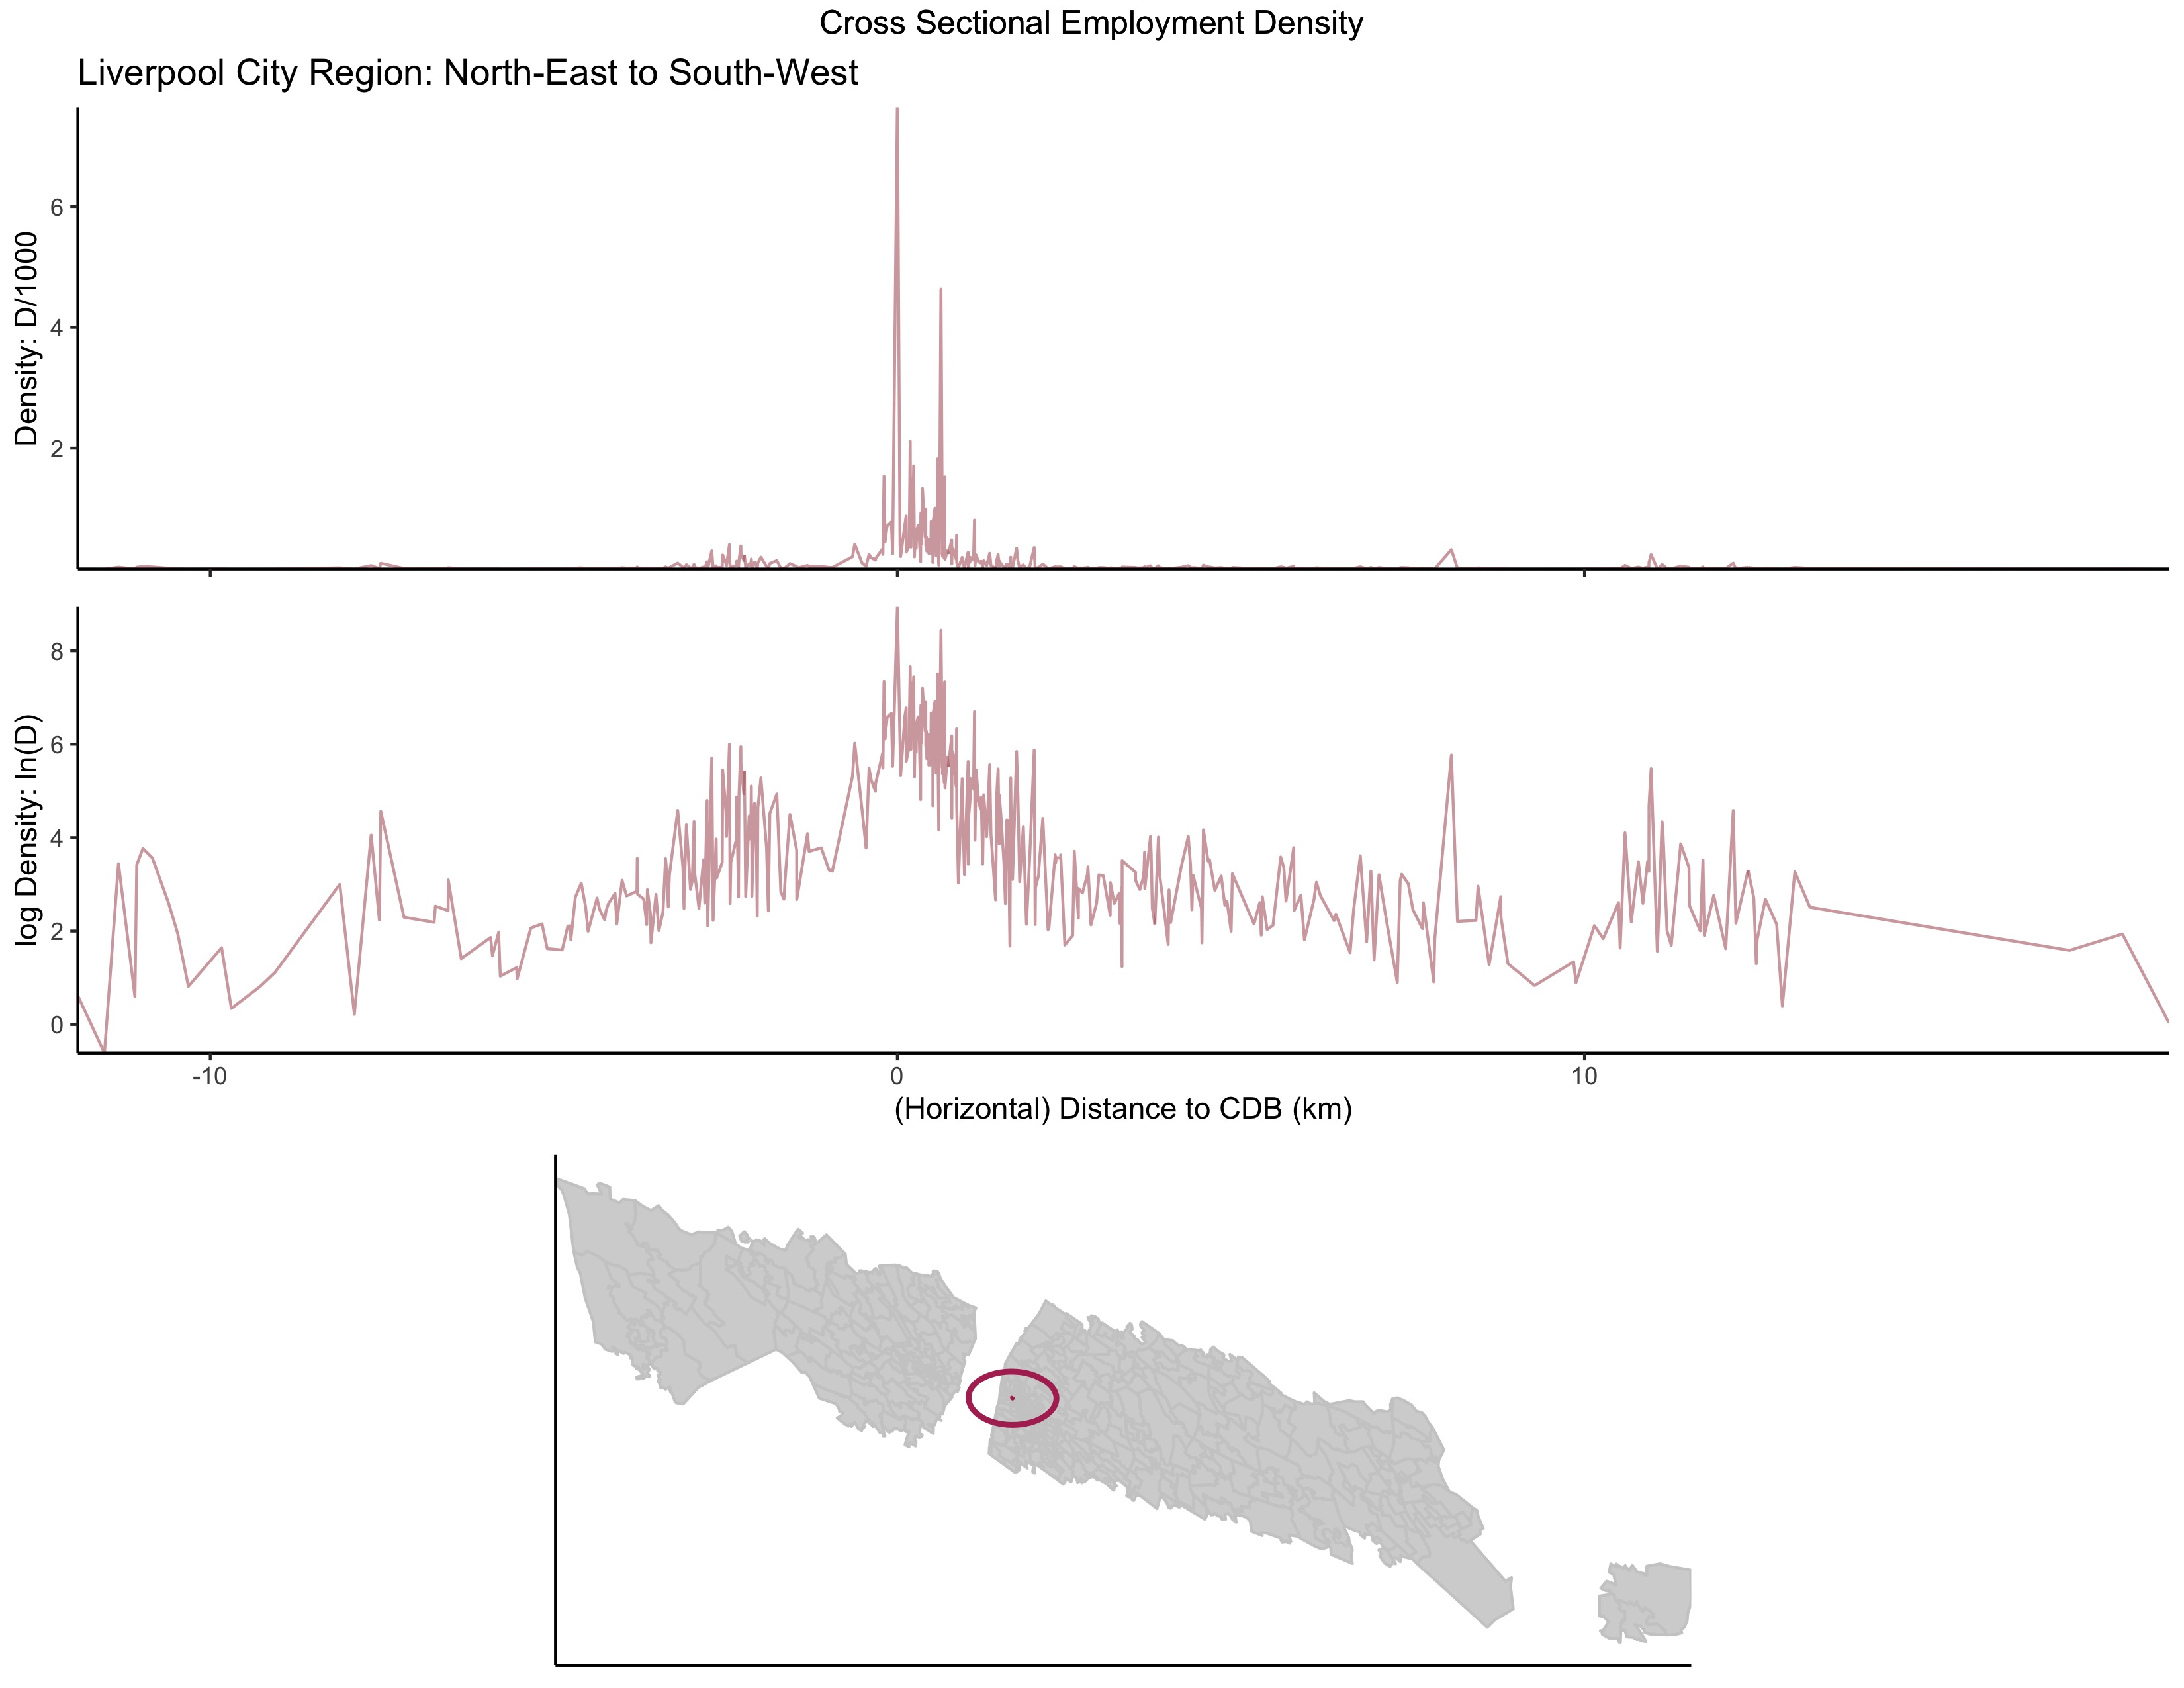 Cross Sectional Employment Density
Liverpool City Region: North-East to South-West
Density: D/1000
6
4
2
log Density: ln(D)
8
6
4
2
0
-10
0
10
(Horizontal) Distance to CDB (km)